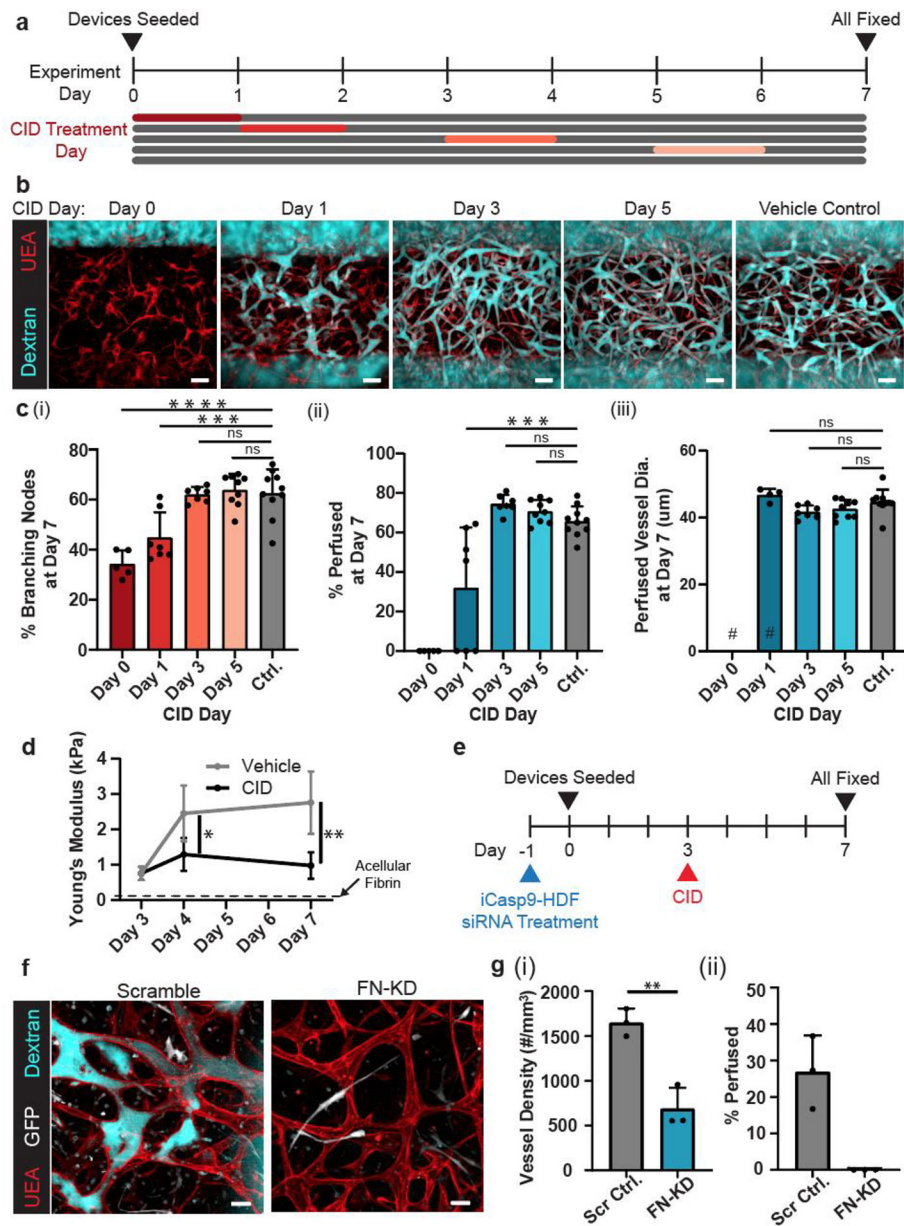 a
Devices Seeded
All Fixed
Experiment
Day
0 1 2 3 4 5 6 7
CID Treatment
Day
b
CID Day: Day 0 Day 1 Day 3 Day 5 Vehicle Control
Dextran UEA
c (i)
* * * *
* * *
ns
ns
% Branching Nodes
at Day 7
80
60
40
20
0
Day 0 Day 1 Day 3 Day 5 Ctrl.
CID Day
(ii)
* * *
ns
ns
% Perfused
at Day 7
100
80
60
40
20
0
Day 0 Day 1 Day 3 Day 5 Ctrl.
CID Day
(iii)
ns
ns
ns
Perfused Vessel Dia.
at Day 7 (um)
60
40
20
0
# #
Day 0 Day 1 Day 3 Day 5 Ctrl.
CID Day
d
Young's Modulus (kPa)
4
3
2
1
0
Vehicle
CID
*
**
Acellular
Fibrin
Day 3 Day 4 Day 5 Day 6 Day 7
e
Devices Seeded
All Fixed
Day -1 0 3 7
iCasp9-HDF
siRNA Treatment
CID
f
Scramble FN-KD
UEA GFP Dextran
g (i)
**
Vessel Density (#/mm³)
2000
1500
1000
500
0
Scr Ctrl. FN-KD
(ii)
% Perfused
50
40
30
20
10
0
Scr Ctrl. FN-KD